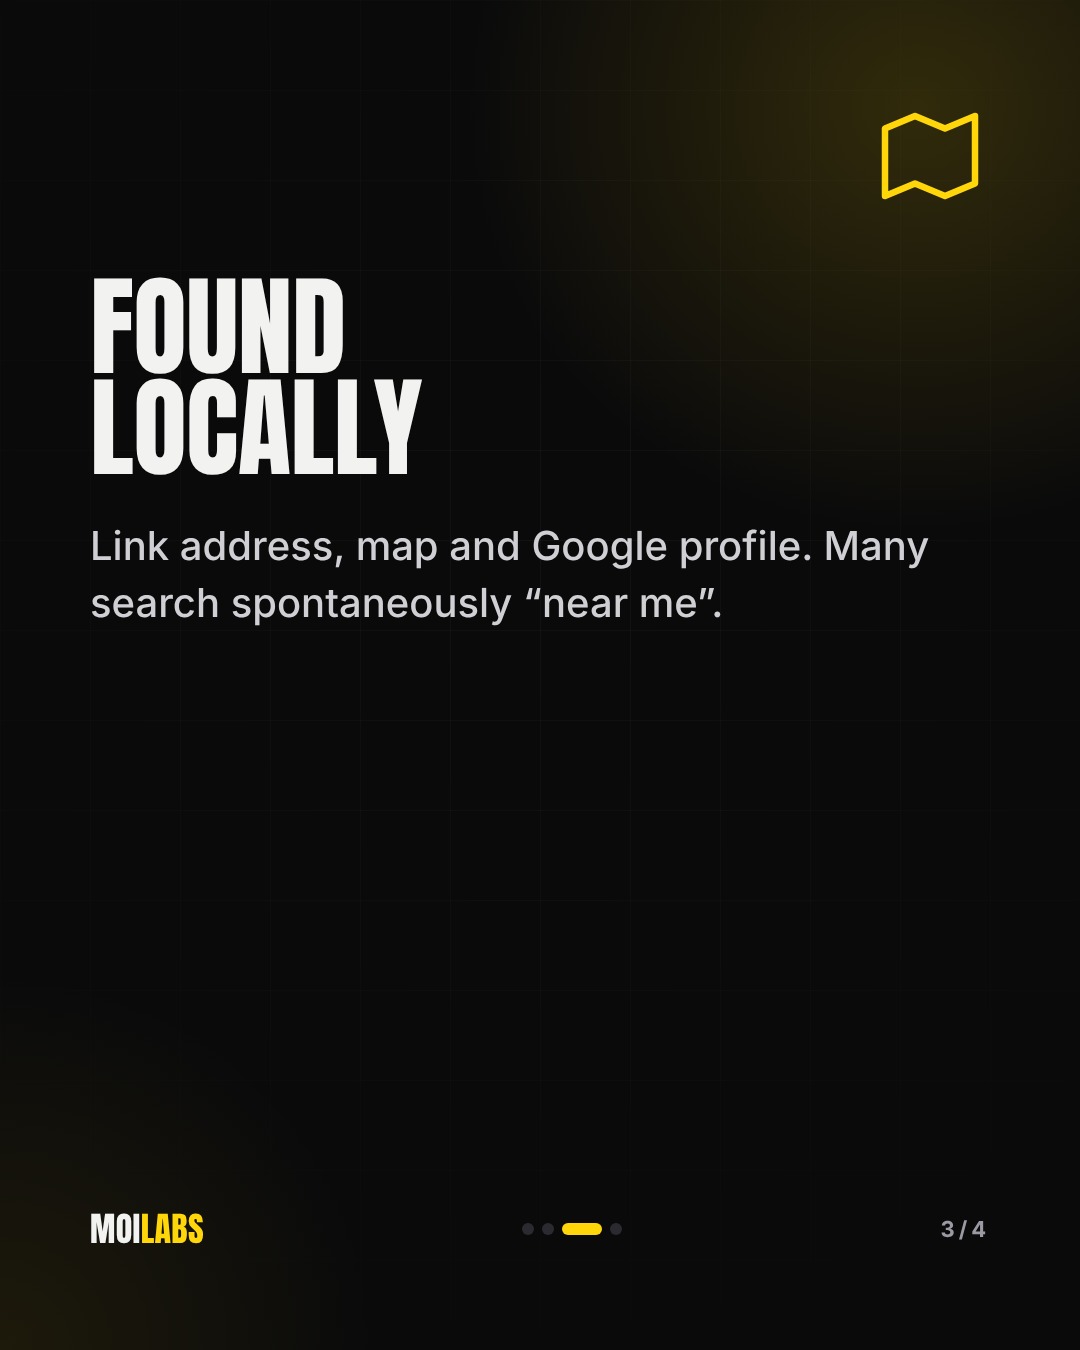 FOUND
LOCALLY
Link address, map and Google profile. Many
search spontaneously “near me”.
MOILABS
3 / 4